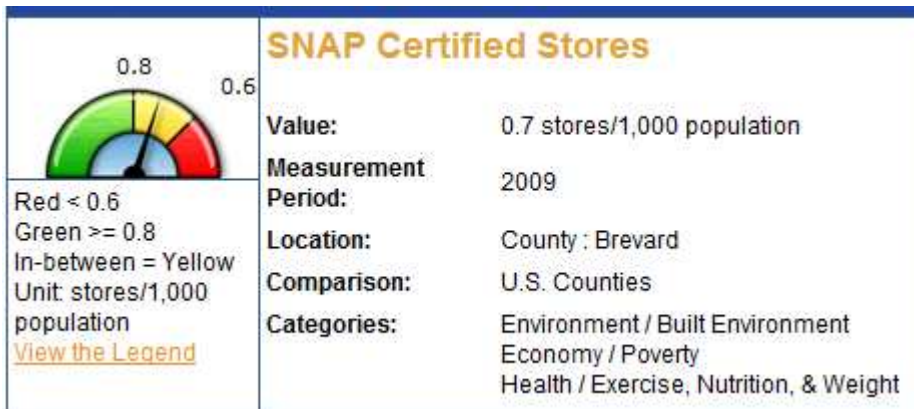 SNAP Certified Stores
0.8
0.6
Red < 0.6
Green >= 0.8
In-between = Yellow
Unit: stores/1,000
population
View the Legend
Value: 0.7 stores/1,000 population
Measurement
Period: 2009
Location: County : Brevard
Comparison: U.S. Counties
Categories: Environment / Built Environment
Economy / Poverty
Health / Exercise, Nutrition, & Weight